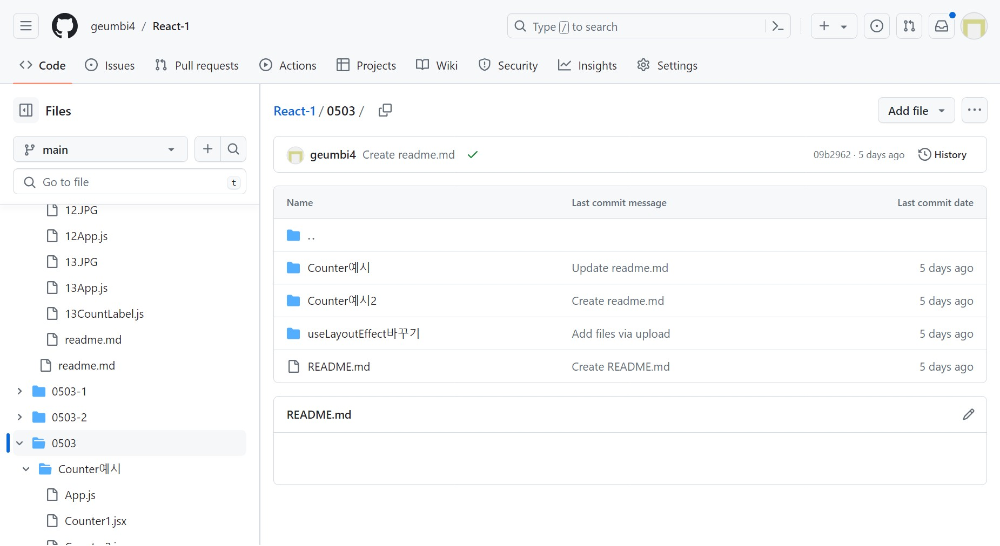 geumbi4 / React-1
Type / to search
Code Issues Pull requests Actions Projects Wiki Security Insights Settings
Files
main
Go to file t
12.JPG
12App.js
13.JPG
13App.js
13CountLabel.js
readme.md
readme.md
0503-1
0503-2
0503
Counter예시
App.js
Counter1.jsx
React-1 / 0503 /
Add file
geumbi4 Create readme.md 09b2962 · 5 days ago History
Name Last commit message Last commit date
..
Counter예시 Update readme.md 5 days ago
Counter예시2 Create readme.md 5 days ago
useLayoutEffect바꾸기 Add files via upload 5 days ago
README.md Create README.md 5 days ago
README.md